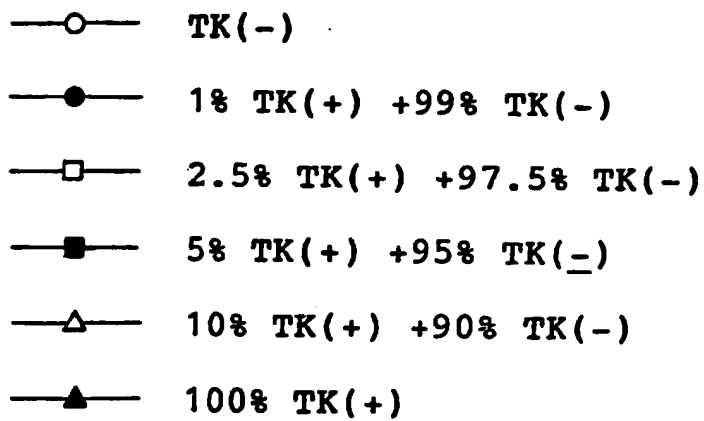 TK(-)
1% TK(+) +99% TK(-)
2.5% TK(+) +97.5% TK(-)
5% TK(+) +95% TK(-)
10% TK(+) +90% TK(-)
100% TK(+)